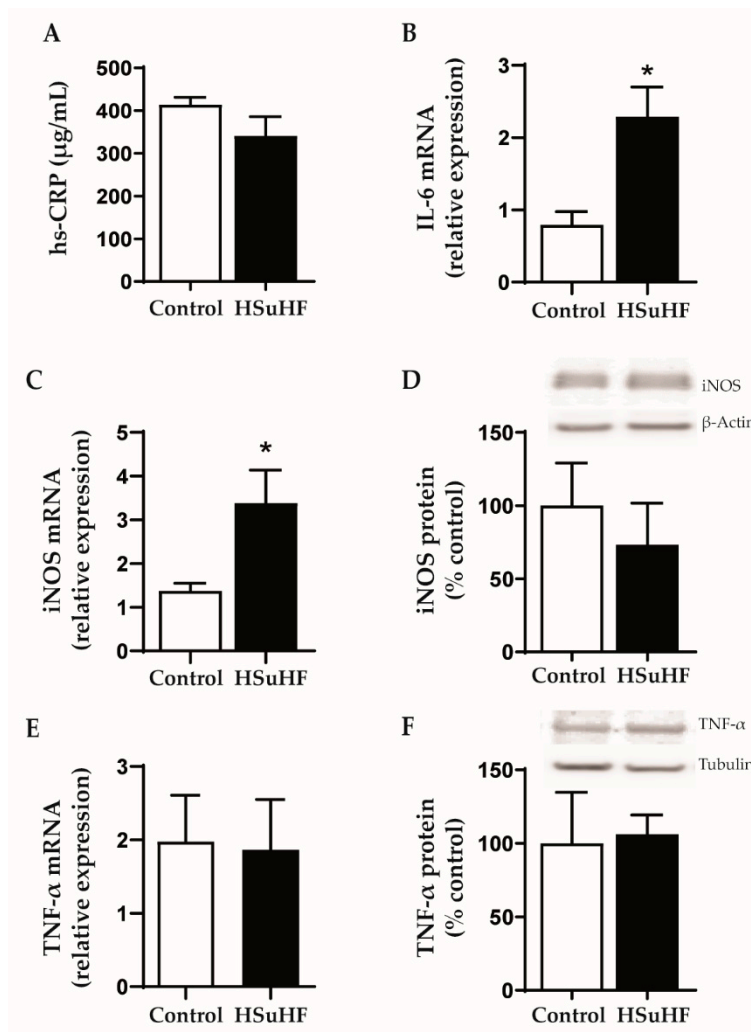 A
hs-CRP (µg/mL)
500
400
300
200
100
0
Control HSuHF
B
IL-6 mRNA
(relative expression)
3
2
1
0
*
Control HSuHF
C
iNOS mRNA
(relative expression)
5
4
3
2
1
0
*
Control HSuHF
D
iNOS
β-Actin
iNOS protein
(% control)
150
100
50
0
Control HSuHF
E
TNF-α mRNA
(relative expression)
3
2
1
0
Control HSuHF
F
TNF-α
Tubulin
TNF-α protein
(% control)
150
100
50
0
Control HSuHF